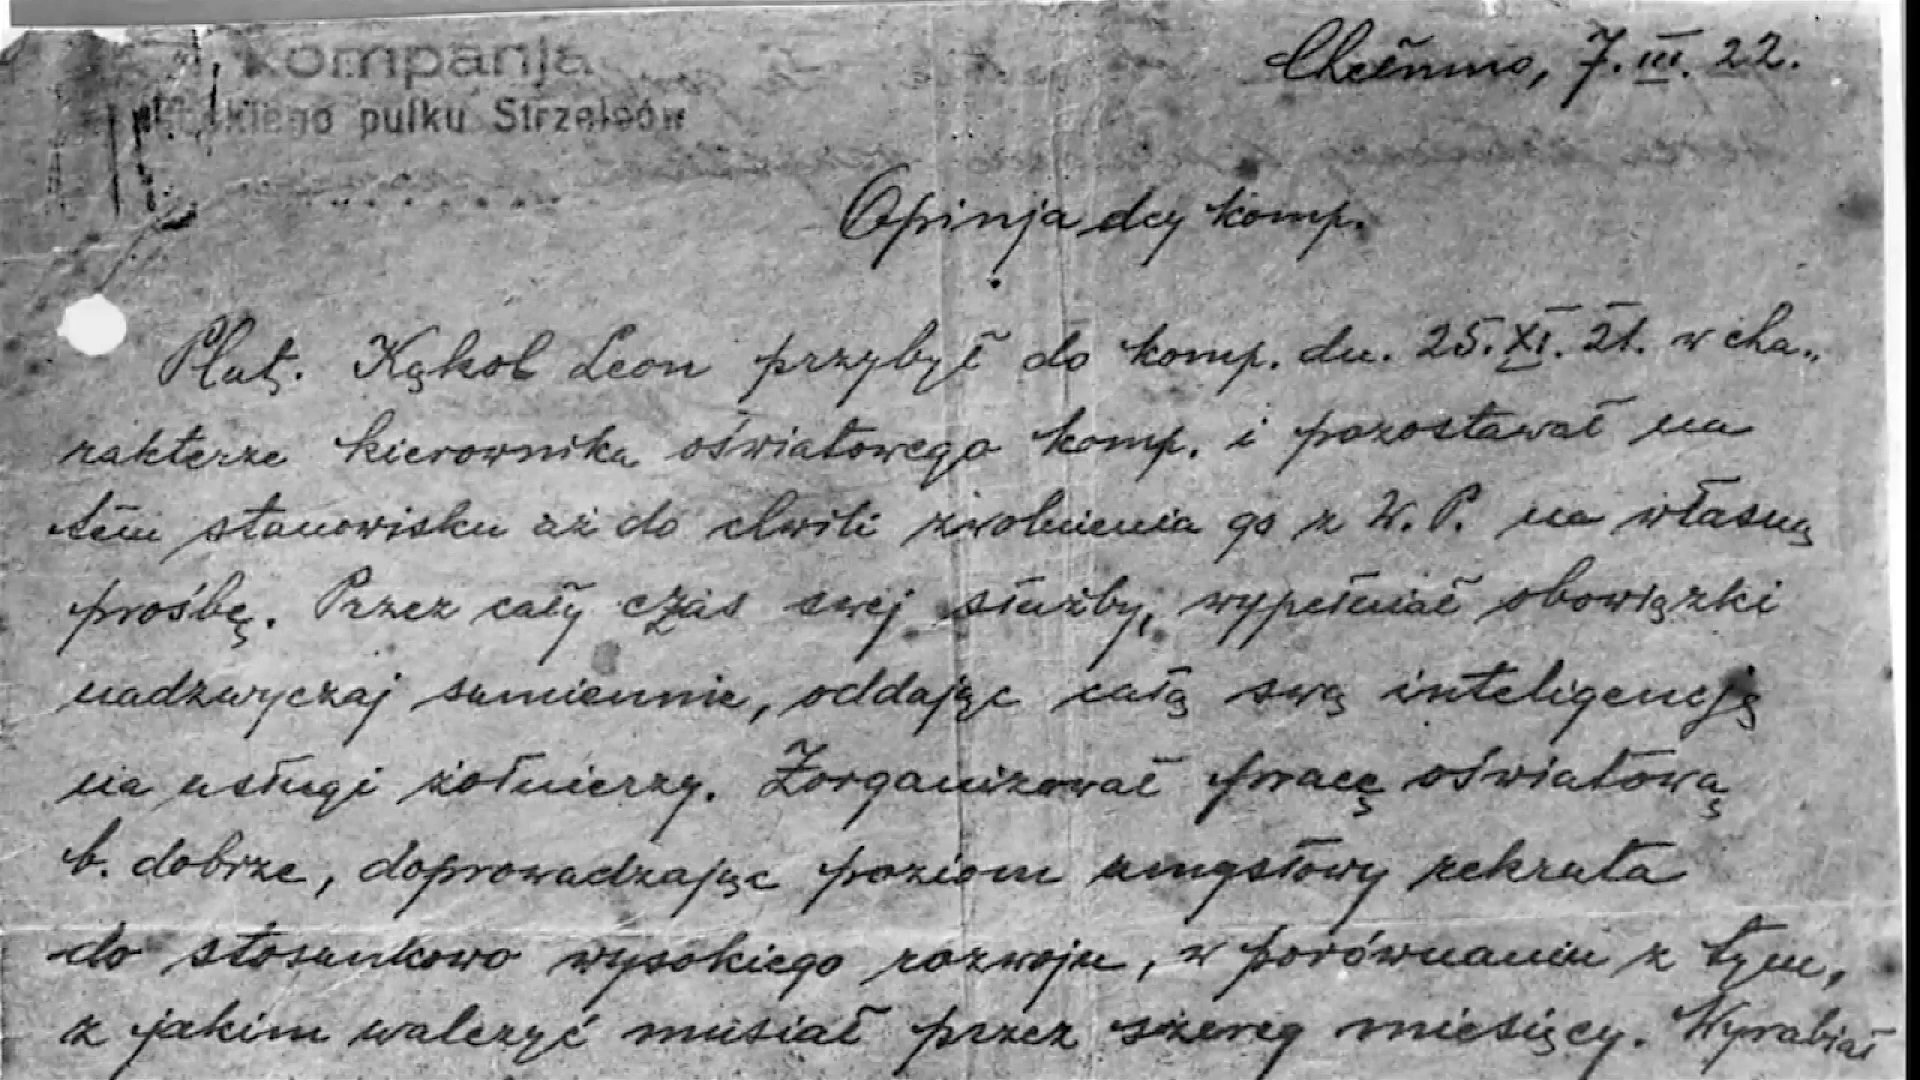 Kompanja
pułku Strzelców
Chełmno, 7. III. 22.
Opinja dcy komp.
Plut. Kąkol Leon przybył do komp. dn. 25. XI. 21. w cha„
rakterze kierownika oświatowego komp. i pozostawał na
tem stanowisku aż do chwili zwolnienia go z W. P. na własną
prośbę. Przez cały czas swej służby, wypełniał obowiązki
nadzwyczaj sumiennie, oddając całą swą inteligencją
na usługi żołnierzy. Zorganizował pracę oświatową
b. dobrze, doprowadzając poziom umysłowy rekruta
do stosunkowo wysokiego rozwoju, w porównaniu z tym,
z jakim walczyć musiał przez szereg miesięcy. Wyrabiał